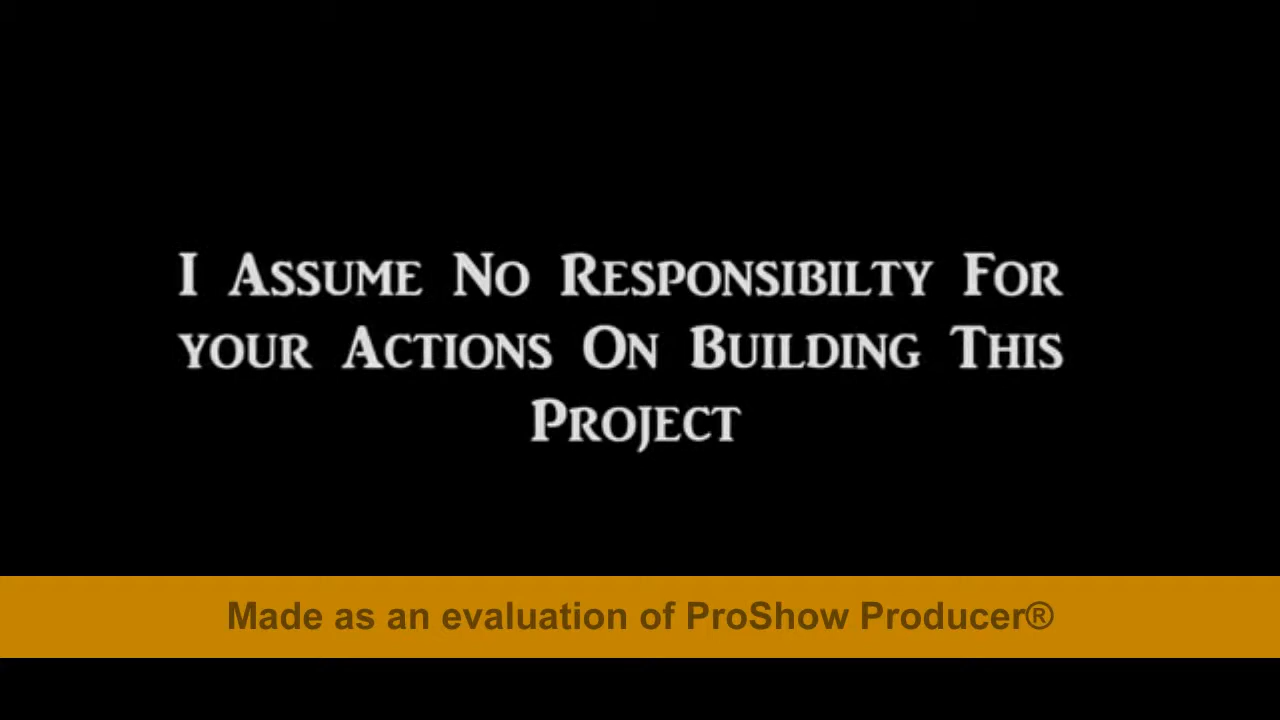 I Assume No Responsibilty For
your Actions On Building This
Project
Made as an evaluation of ProShow Producer®